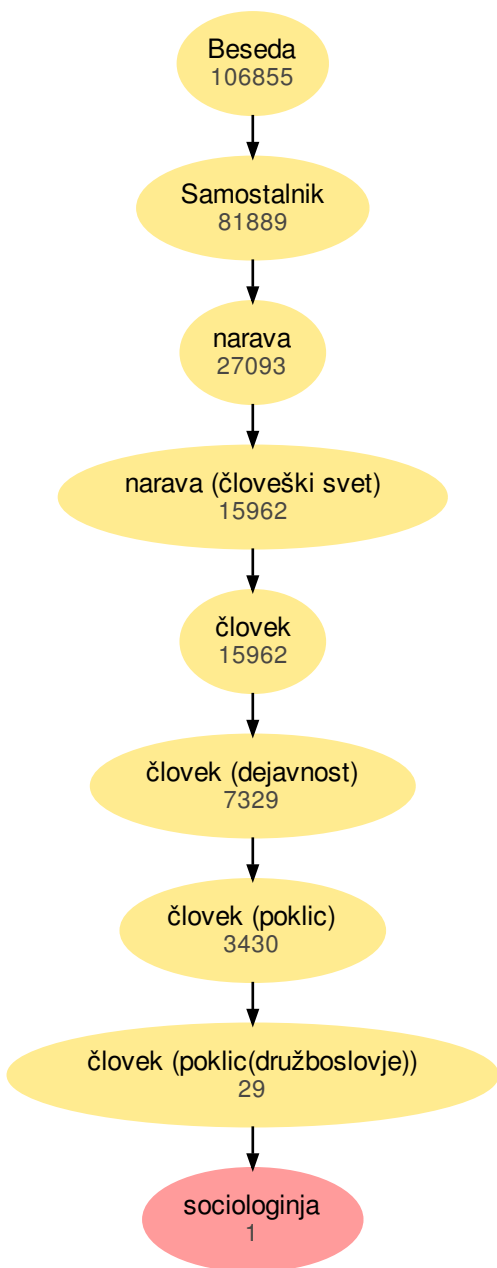 Beseda
106855
Samostalnik
81889
narava
27093
narava (človeški svet)
15962
človek
15962
človek (dejavnost)
7329
človek (poklic)
3430
človek (poklic(družboslovje))
29
sociologinja
1